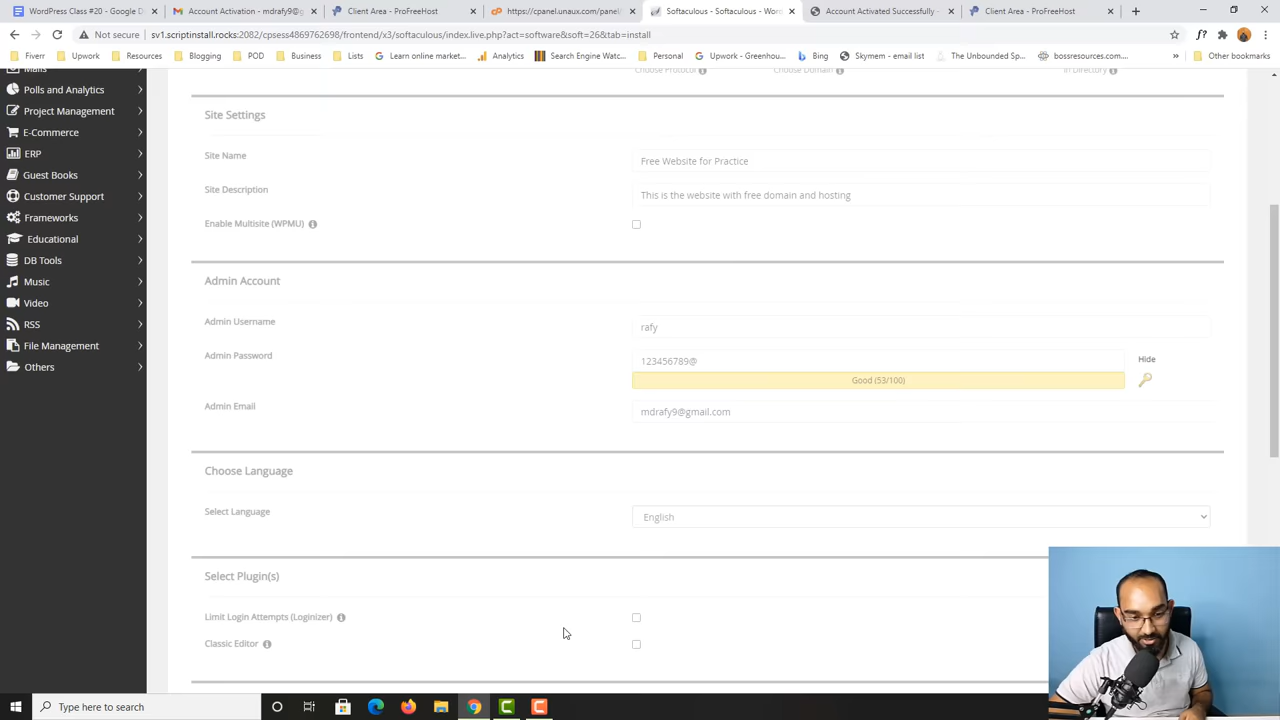 WordPress Class #20 - Google D
Account Activation - mdrafy9@g
Client Area - ProFreeHost
https://cpanel.unaux.com/panel/
Softaculous - Wor
Account Activated Successfully -
Client Area - ProFreeHost
Not secure
sv1.scriptinstall.rocks:2082/cpsess4869762698/frontend/x3/softaculous/index.live.php?act=software&soft=26&tab=install
Fiverr
Upwork
Resources
Blogging
POD
Business
Lists
Learn online market...
Analytics
Search Engine Watc...
Personal
Upwork - Greenhou...
Bing
Skymem - email list
The Unbounded Sp...
bossresources.com...
Other bookmarks
Mails
Choose Protocol
Choose Domain
In Directory
Polls and Analytics
Project Management
E-Commerce
ERP
Guest Books
Customer Support
Frameworks
Educational
DB Tools
Music
Video
RSS
File Management
Others
Site Settings
Site Name
Free Website for Practice
Site Description
This is the website with free domain and hosting
Enable Multisite (WPMU)
Admin Account
Admin Username
rafy
Admin Password
123456789@
Hide
Good (53/100)
Admin Email
mdrafy9@gmail.com
Choose Language
Select Language
English
Select Plugin(s)
Limit Login Attempts (Loginizer)
Classic Editor
Type here to search